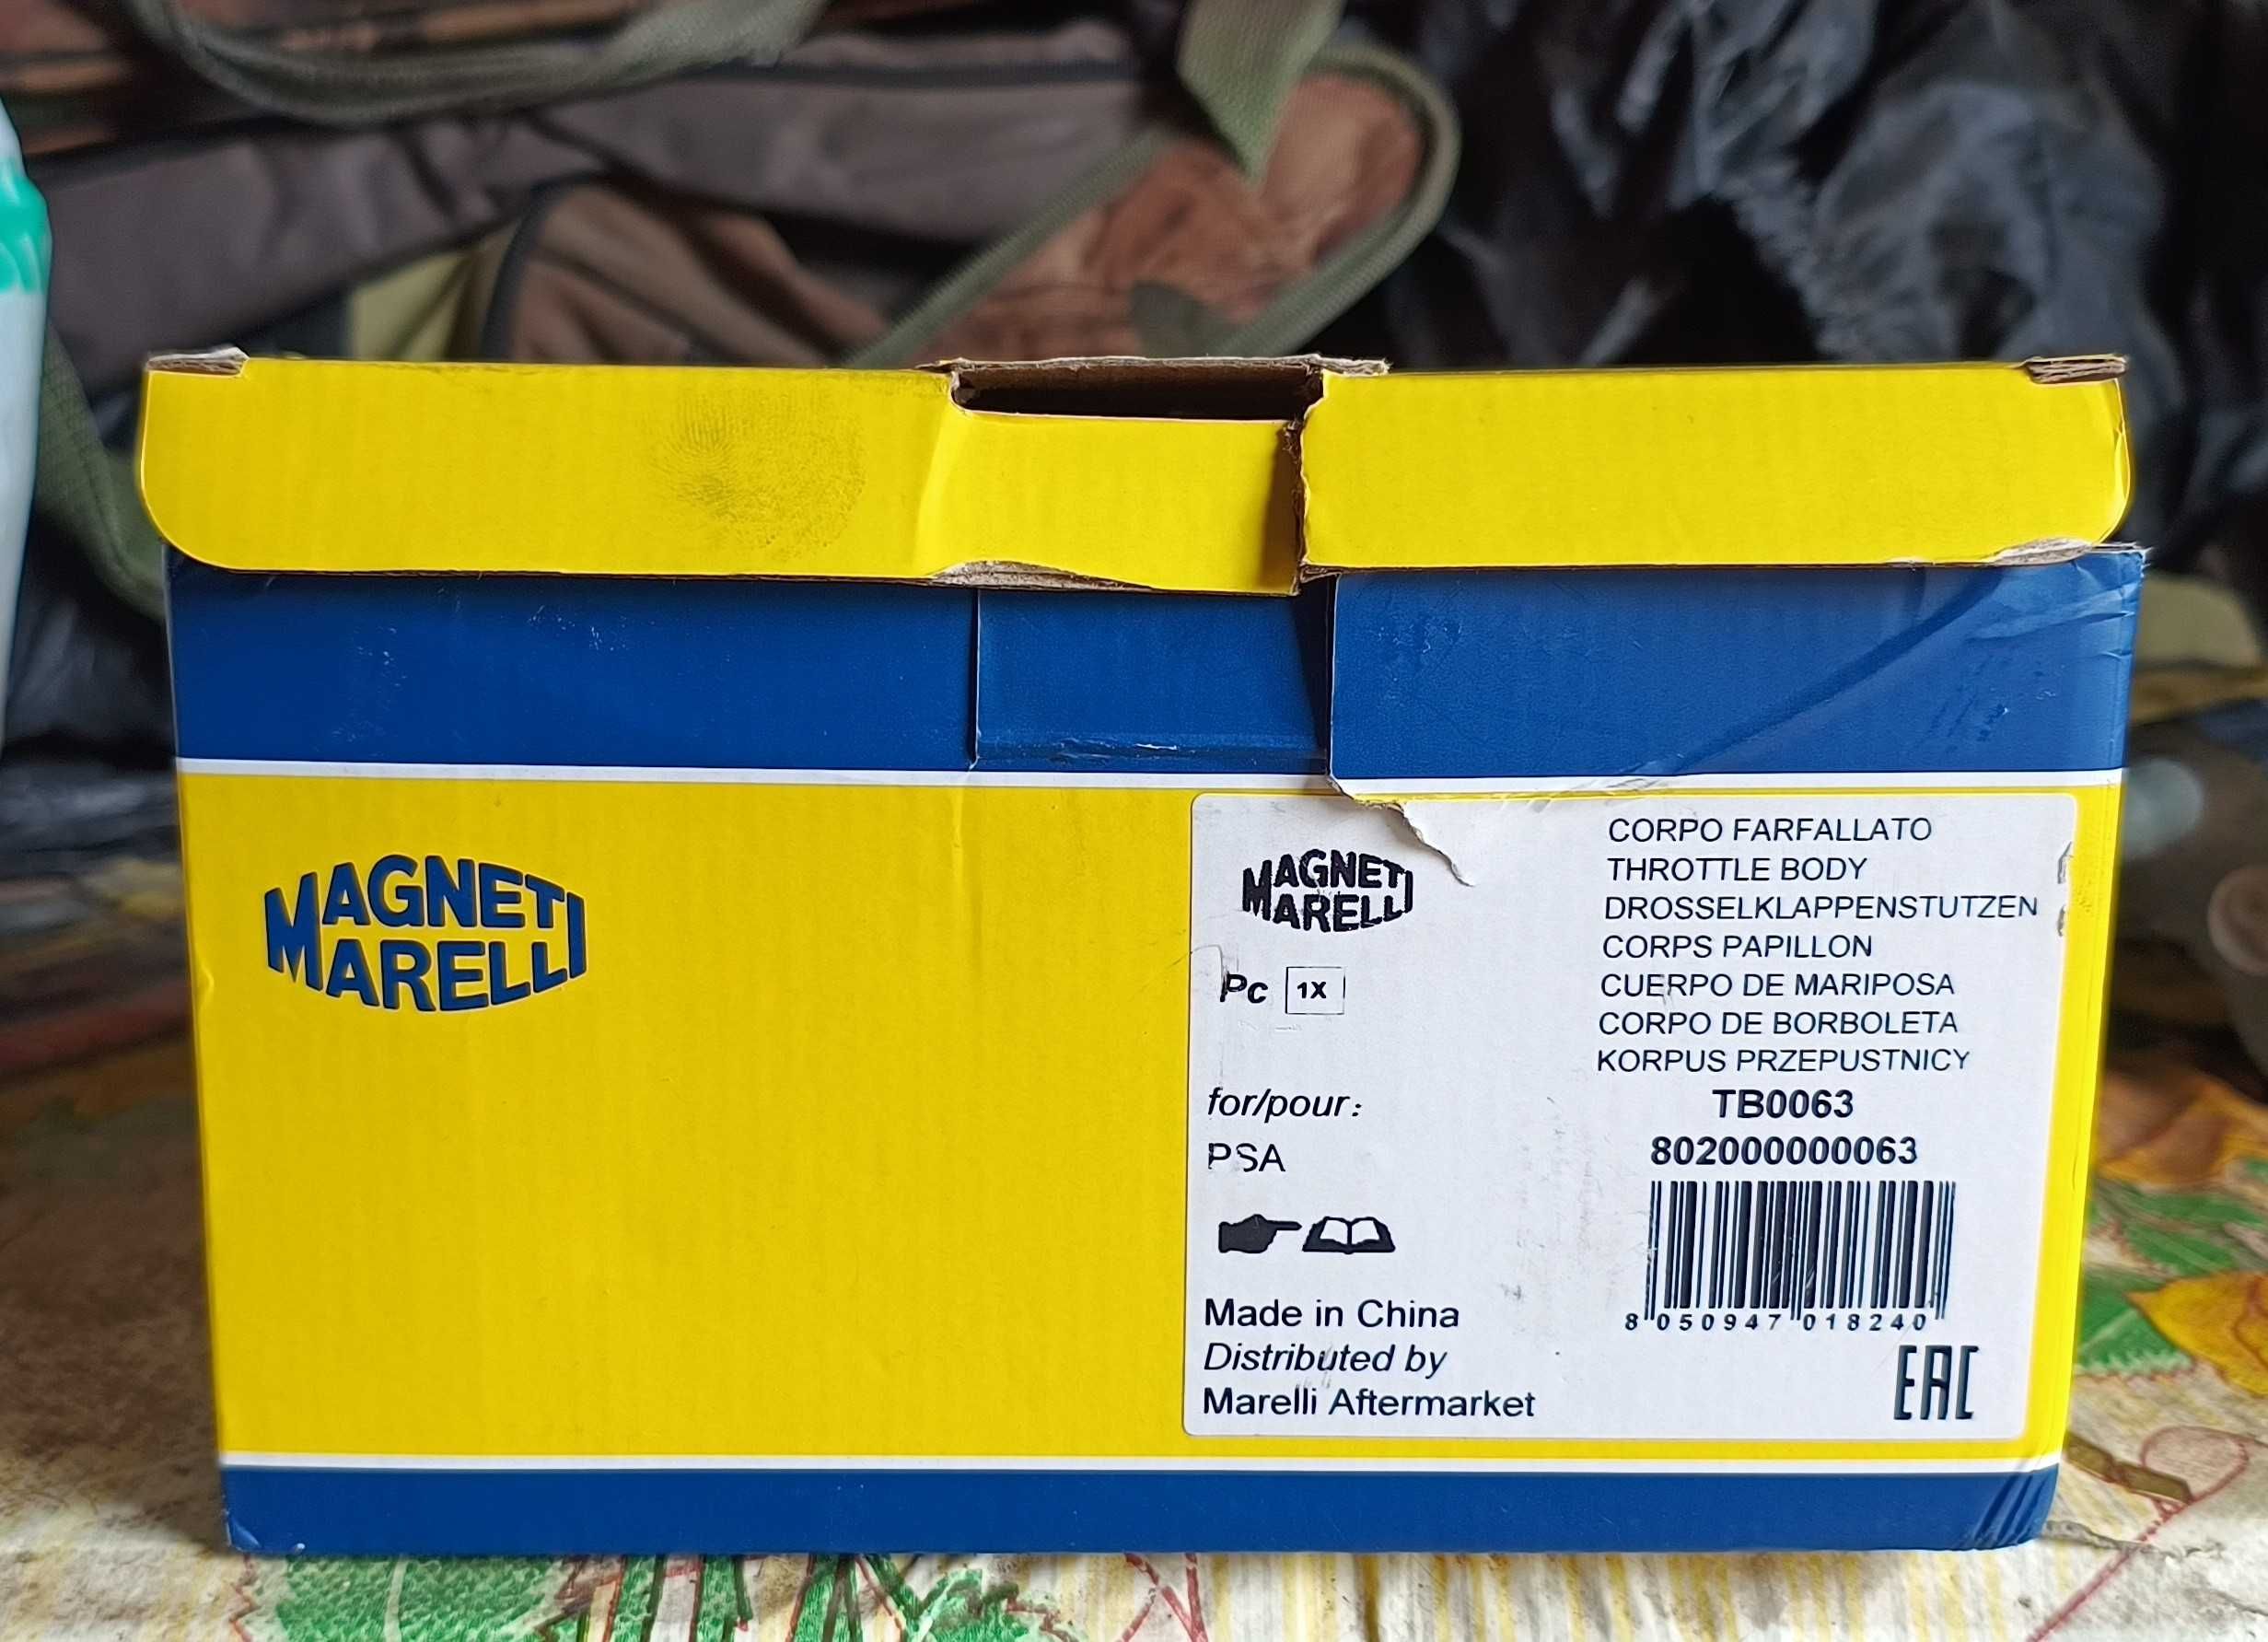 MAGNETI
MARELLI
MAGNETI
MARELLI
Pc 1X
for/pour:
PSA
Made in China
Distributed by
Marelli Aftermarket
CORPO FARFALLATO
THROTTLE BODY
DROSSELKLAPPENSTUTZEN
CORPS PAPILLON
CUERPO DE MARIPOSA
CORPO DE BORBOLETA
KORPUS PRZEPUSTNICY
TB0063
802000000063
8 050947 018240
EAC